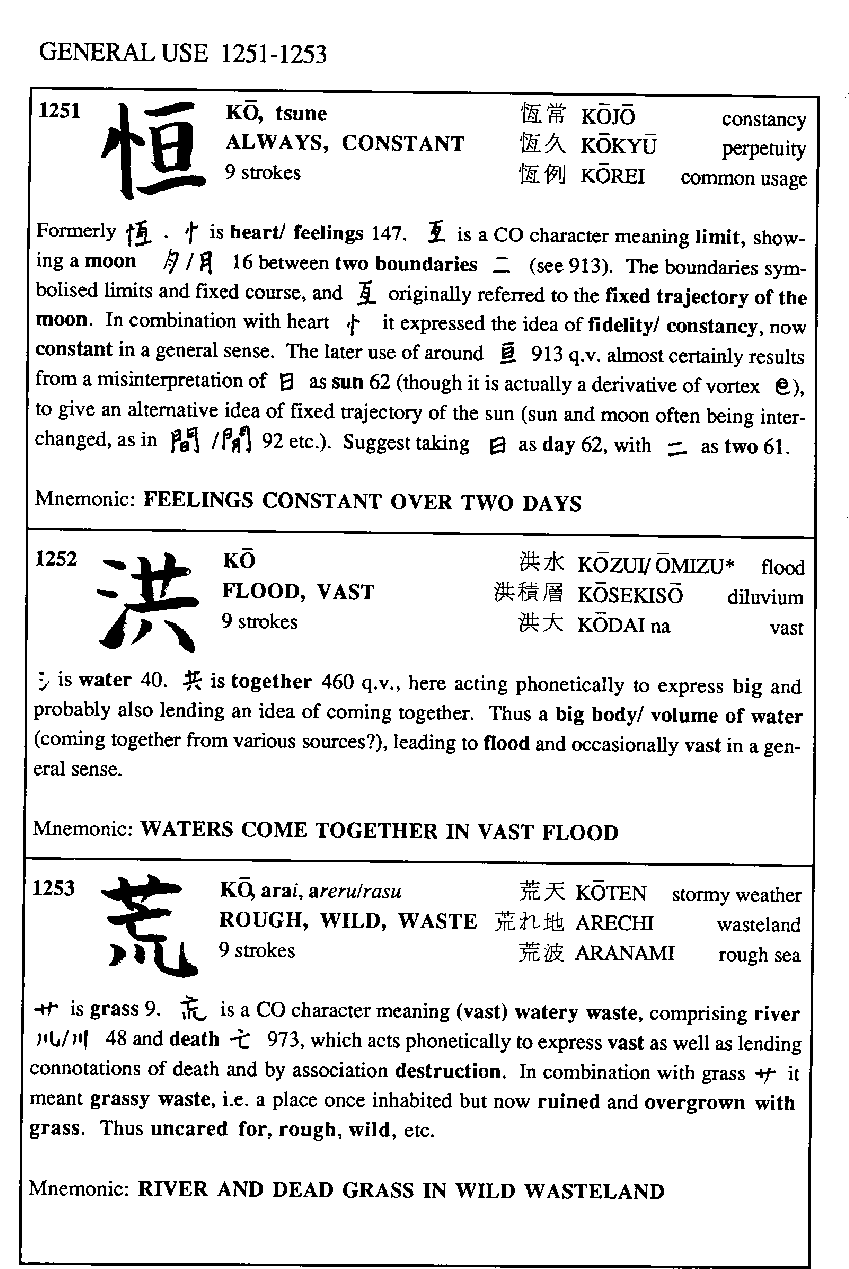 GENERAL USE 1251-1253
1251 恒 KŌ, tsune 恆常 KŌJŌ constancy
ALWAYS, CONSTANT 恆久 KŌKYŪ perpetuity
9 strokes 恆例 KŌREI common usage
Formerly 恆 . 忄 is heart/ feelings 147. 亙 is a CO character meaning limit, show-
ing a moon 月/月 16 between two boundaries 二 (see 913). The boundaries sym-
bolised limits and fixed course, and 亙 originally referred to the fixed trajectory of the
moon. In combination with heart 忄 it expressed the idea of fidelity/ constancy, now
constant in a general sense. The later use of around 亘 913 q.v. almost certainly results
from a misinterpretation of 日 as sun 62 (though it is actually a derivative of vortex ),
to give an alternative idea of fixed trajectory of the sun (sun and moon often being inter-
changed, as in 間/閒 92 etc.). Suggest taking 日 as day 62, with 二 as two 61.
Mnemonic: FEELINGS CONSTANT OVER TWO DAYS
1252 洪 KŌ 洪水 KŌZUI/ ŌMIZU* flood
FLOOD, VAST 洪積層 KŌSEKISŌ diluvium
9 strokes 洪大 KŌDAI na vast
氵 is water 40. 共 is together 460 q.v., here acting phonetically to express big and
probably also lending an idea of coming together. Thus a big body/ volume of water
(coming together from various sources?), leading to flood and occasionally vast in a gen-
eral sense.
Mnemonic: WATERS COME TOGETHER IN VAST FLOOD
1253 荒 KŌ, arai, areru/rasu 荒天 KŌTEN stormy weather
ROUGH, WILD, WASTE 荒れ地 ARECHI wasteland
9 strokes 荒波 ARANAMI rough sea
艹 is grass 9. 巟 is a CO character meaning (vast) watery waste, comprising river
川/川 48 and death 亡 973, which acts phonetically to express vast as well as lending
connotations of death and by association destruction. In combination with grass 艹 it
meant grassy waste, i.e. a place once inhabited but now ruined and overgrown with
grass. Thus uncared for, rough, wild, etc.
Mnemonic: RIVER AND DEAD GRASS IN WILD WASTELAND